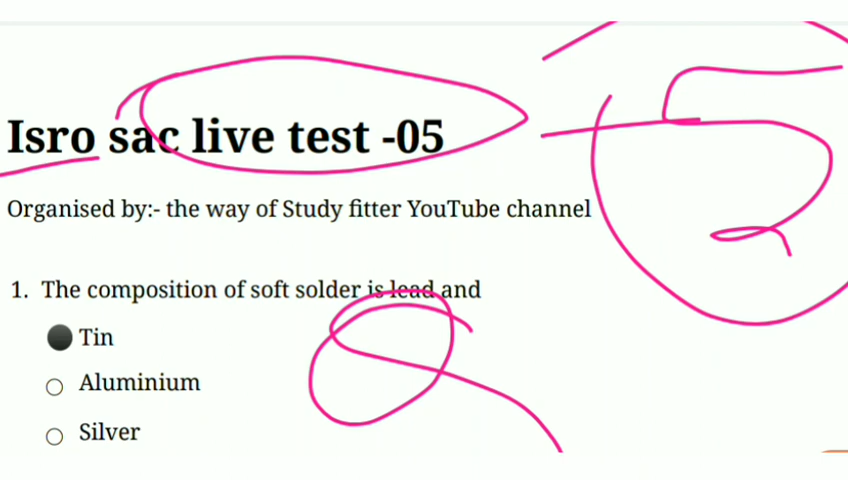 Isro sac live test -05
Organised by:- the way of Study fitter YouTube channel
1. The composition of soft solder is lead and
Tin
Aluminium
Silver